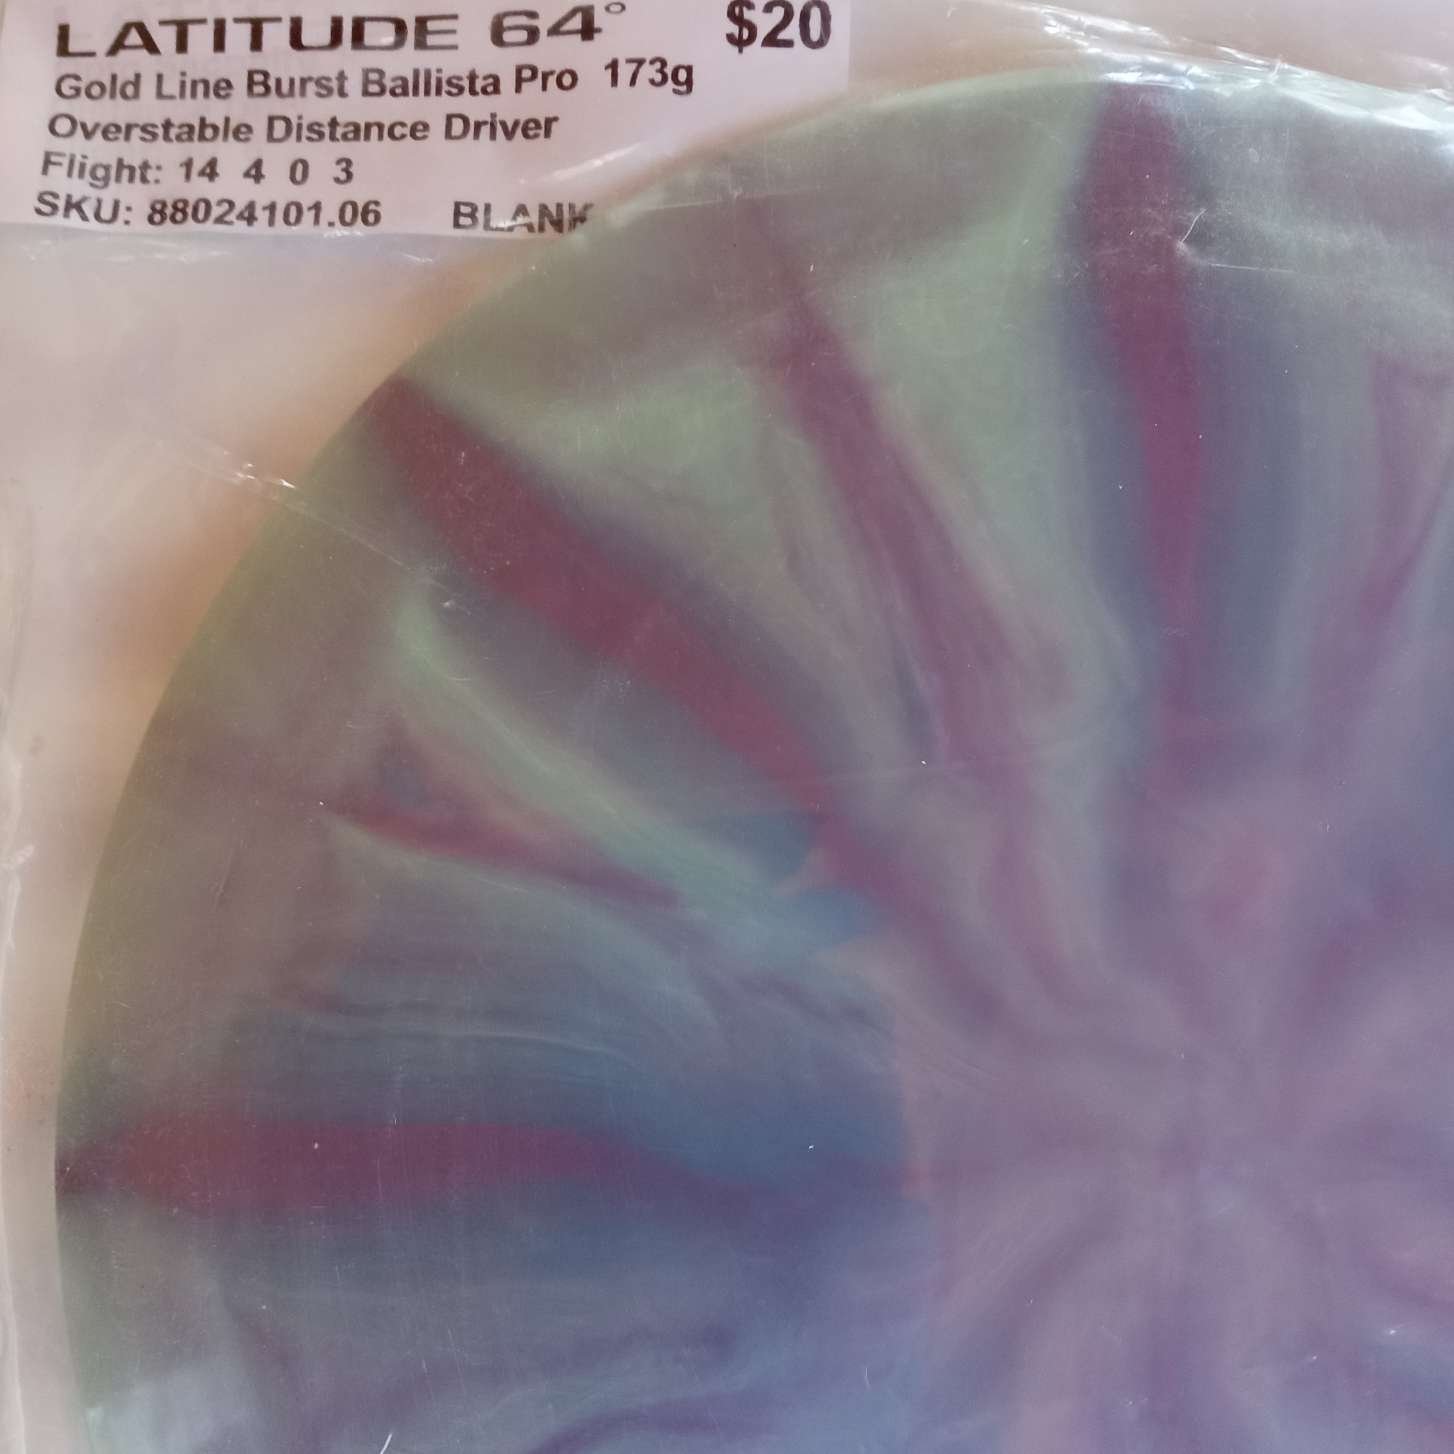 LATITUDE 64° $20
Gold Line Burst Ballista Pro 173g
Overstable Distance Driver
Flight: 14 4 0 3
SKU: 88024101.06 BLANK